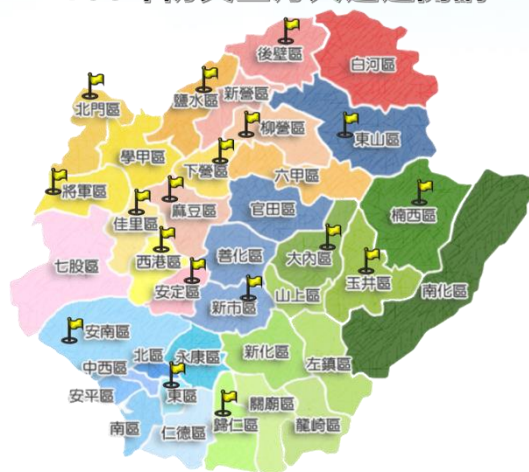 後壁區
白河區
新營區
鹽水區
北門區
柳營區
東山區
學甲區
下營區
六甲區
將軍區
麻豆區
官田區
楠西區
佳里區
七股區
西港區
善化區
大內區
玉井區
南化區
安定區
山上區
新市區
安南區
新化區
左鎮區
北區
永康區
中西區
安平區
東區
關廟區
南區
仁德區
歸仁區
龍崎區